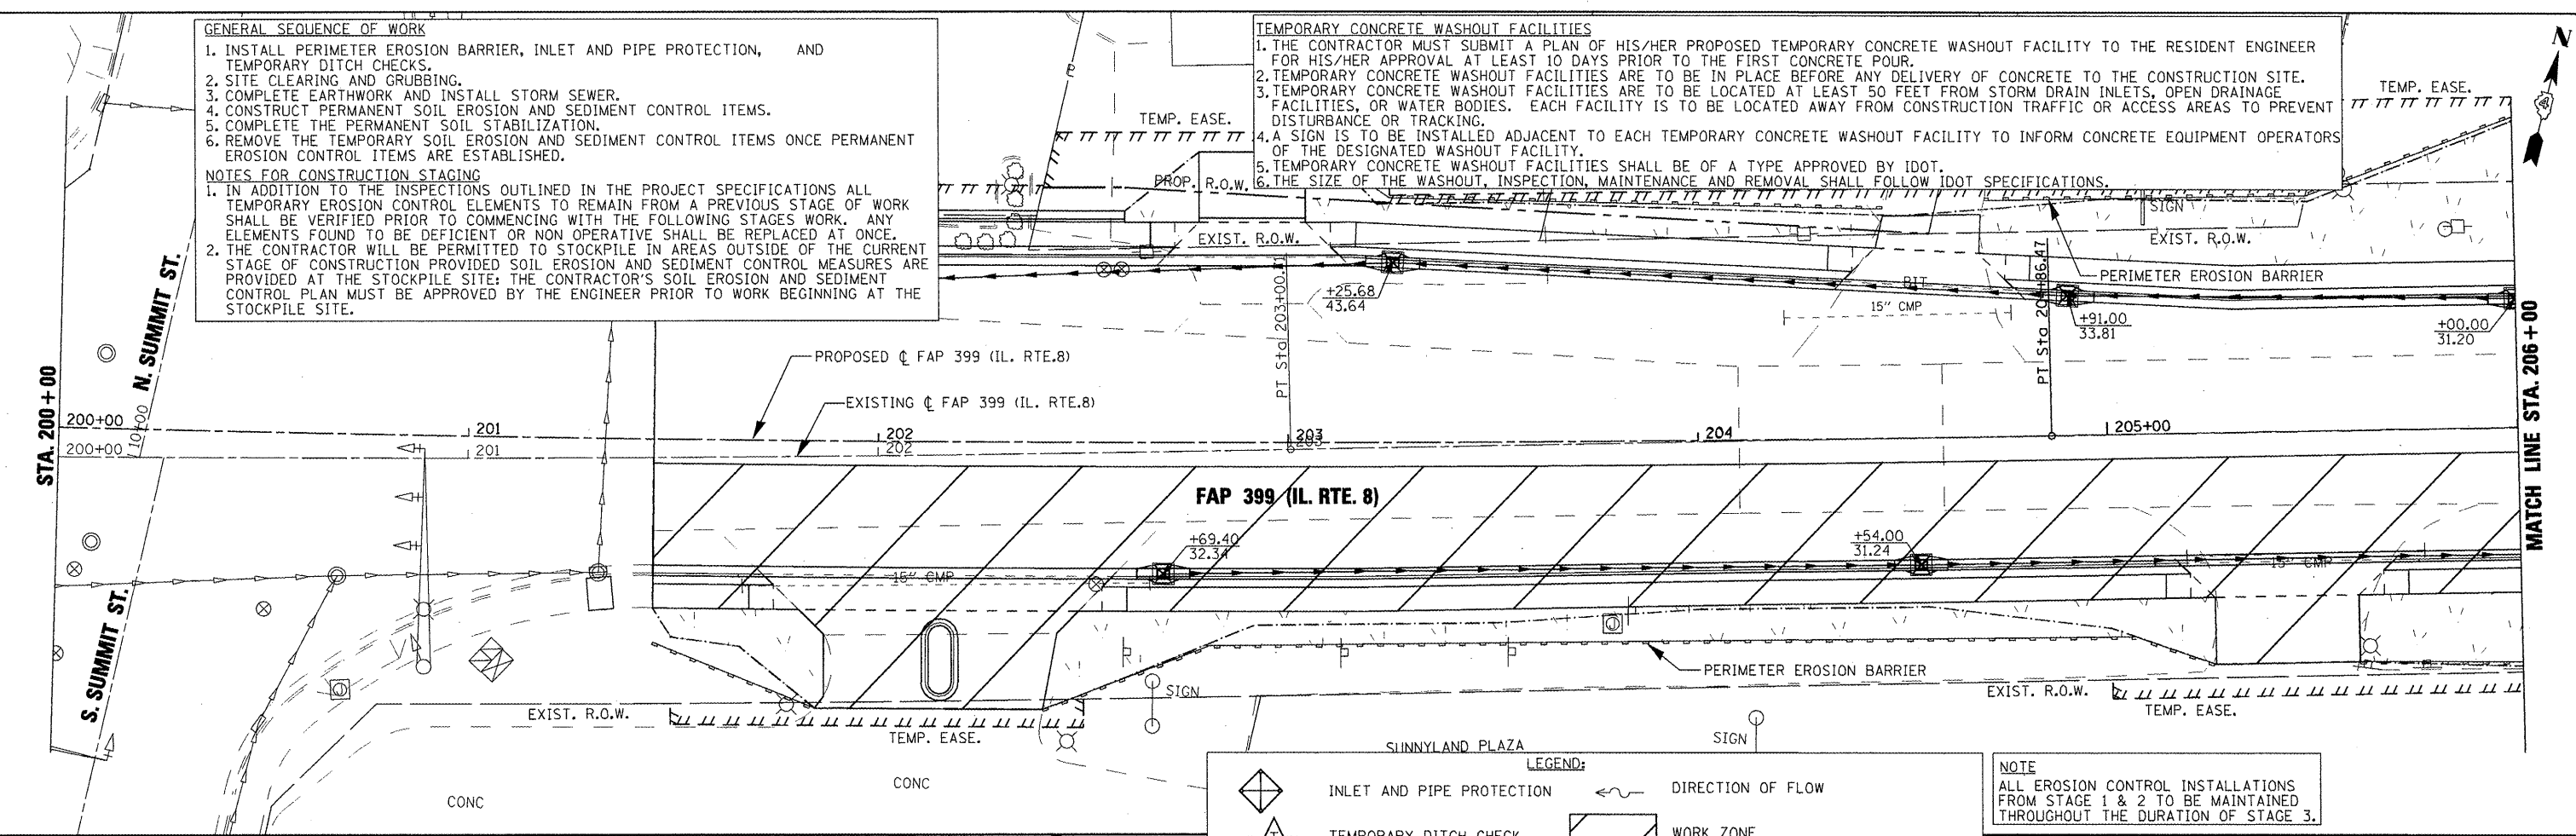 GENERAL SEQUENCE OF WORK
1. INSTALL PERIMETER EROSION BARRIER, INLET AND PIPE PROTECTION, AND
TEMPORARY DITCH CHECKS.
2. SITE CLEARING AND GRUBBING.
3. COMPLETE EARTHWORK AND INSTALL STORM SEWER.
4. CONSTRUCT PERMANENT SOIL EROSION AND SEDIMENT CONTROL ITEMS.
5. COMPLETE THE PERMANENT SOIL STABILIZATION.
6. REMOVE THE TEMPORARY SOIL EROSION AND SEDIMENT CONTROL ITEMS ONCE PERMANENT
EROSION CONTROL ITEMS ARE ESTABLISHED.
NOTES FOR CONSTRUCTION STAGING
1. IN ADDITION TO THE INSPECTIONS OUTLINED IN THE PROJECT SPECIFICATIONS ALL
TEMPORARY EROSION CONTROL ELEMENTS TO REMAIN FROM A PREVIOUS STAGE OF WORK
SHALL BE VERIFIED PRIOR TO COMMENCING WITH THE FOLLOWING STAGES WORK. ANY
ELEMENTS FOUND TO BE DEFICIENT OR NON OPERATIVE SHALL BE REPLACED AT ONCE.
2. THE CONTRACTOR WILL BE PERMITTED TO STOCKPILE IN AREAS OUTSIDE OF THE CURRENT
STAGE OF CONSTRUCTION PROVIDED SOIL EROSION AND SEDIMENT CONTROL MEASURES ARE
PROVIDED AT THE STOCKPILE SITE: THE CONTRACTOR'S SOIL EROSION AND SEDIMENT
CONTROL PLAN MUST BE APPROVED BY THE ENGINEER PRIOR TO WORK BEGINNING AT THE
STOCKPILE SITE.
TEMPORARY CONCRETE WASHOUT FACILITIES
1. THE CONTRACTOR MUST SUBMIT A PLAN OF HIS/HER PROPOSED TEMPORARY CONCRETE WASHOUT FACILITY TO THE RESIDENT ENGINEER
FOR HIS/HER APPROVAL AT LEAST 10 DAYS PRIOR TO THE FIRST CONCRETE POUR.
2. TEMPORARY CONCRETE WASHOUT FACILITIES ARE TO BE IN PLACE BEFORE ANY DELIVERY OF CONCRETE TO THE CONSTRUCTION SITE.
3. TEMPORARY CONCRETE WASHOUT FACILITIES ARE TO BE LOCATED AT LEAST 50 FEET FROM STORM DRAIN INLETS, OPEN DRAINAGE
FACILITIES, OR WATER BODIES. EACH FACILITY IS TO BE LOCATED AWAY FROM CONSTRUCTION TRAFFIC OR ACCESS AREAS TO PREVENT
DISTURBANCE OR TRACKING.
4. A SIGN IS TO BE INSTALLED ADJACENT TO EACH TEMPORARY CONCRETE WASHOUT FACILITY TO INFORM CONCRETE EQUIPMENT OPERATORS
OF THE DESIGNATED WASHOUT FACILITY.
5. TEMPORARY CONCRETE WASHOUT FACILITIES SHALL BE OF A TYPE APPROVED BY IDOT.
6. THE SIZE OF THE WASHOUT, INSPECTION, MAINTENANCE AND REMOVAL SHALL FOLLOW IDOT SPECIFICATIONS.
N
4
TEMP. EASE.
TEMP. EASE.
PROP. R.O.W.
EXIST. R.O.W.
SIGN
EXIST. R.O.W.
PERIMETER EROSION BARRIER
BIT
15" CMP
+25.68
43.64
+91.00
33.81
+00.00
31.20
PT Sta 203+00.
PT Sta
86.47
N. SUMMIT ST.
STA. 200+00
10+00
PROPOSED ℄ FAP 399 (IL. RTE.8)
EXISTING ℄ FAP 399 (IL. RTE.8)
200+00
201
202
203
204
205+00
200+00
201
202
203
MATCH LINE STA. 206+00
FAP 399 (IL. RTE. 8)
+69.40
32.34
+54.00
31.24
15" CMP
15" CMP
S. SUMMIT ST.
PERIMETER EROSION BARRIER
SIGN
EXIST. R.O.W.
TEMP. EASE.
EXIST. R.O.W.
TEMP. EASE.
SUNNYLAND PLAZA
SIGN
CONC
CONC
LEGEND:
INLET AND PIPE PROTECTION
DIRECTION OF FLOW
T
TEMPORARY DITCH CHECK
WORK ZONE
NOTE
ALL EROSION CONTROL INSTALLATIONS
FROM STAGE 1 & 2 TO BE MAINTAINED
THROUGHOUT THE DURATION OF STAGE 3.